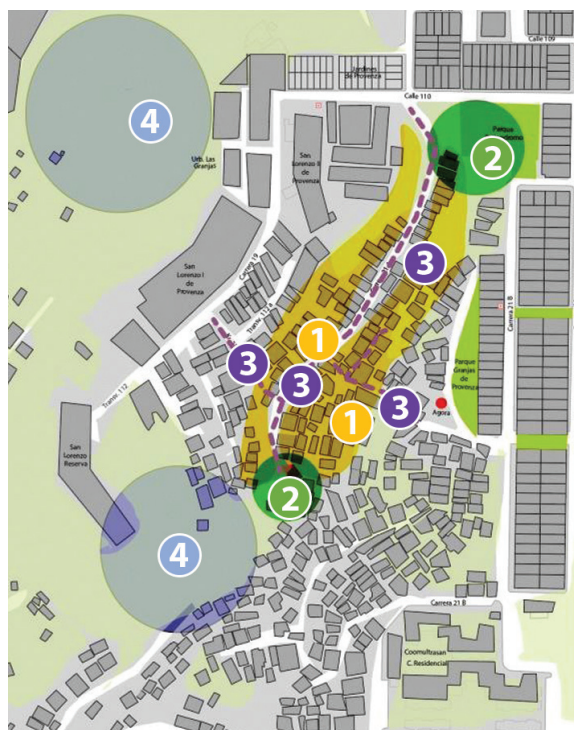 Calle 109
Jardines
de Provenza
Calle 110
4
Parque
2
Urb. Las
Granjas
San
Lorenzo II
de
Provenza
San
Lorenzo I
de
Provenza
Carrera 19
3
Carrera 21 B
Transv. 112 a
1
Parque
Granjas
de
Provenza
3
3
3
Transv. 112
Agora
1
San
Lorenzo
Reserva
2
4
Carrera 21 B
Coomultrasan
C. Residencial